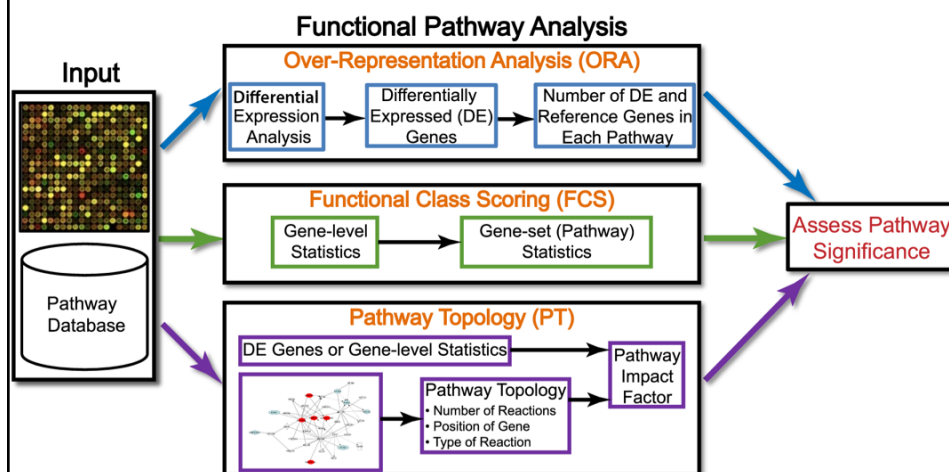 Functional Pathway Analysis
Input
Over-Representation Analysis (ORA)
Differential
Expression
Analysis
Differentially
Expressed (DE)
Genes
Number of DE and
Reference Genes in
Each Pathway
Functional Class Scoring (FCS)
Gene-level
Statistics
Gene-set (Pathway)
Statistics
Pathway
Database
Pathway Topology (PT)
DE Genes or Gene-level Statistics
Pathway Topology
• Number of Reactions
• Position of Gene
• Type of Reaction
Pathway
Impact
Factor
Assess Pathway
Significance